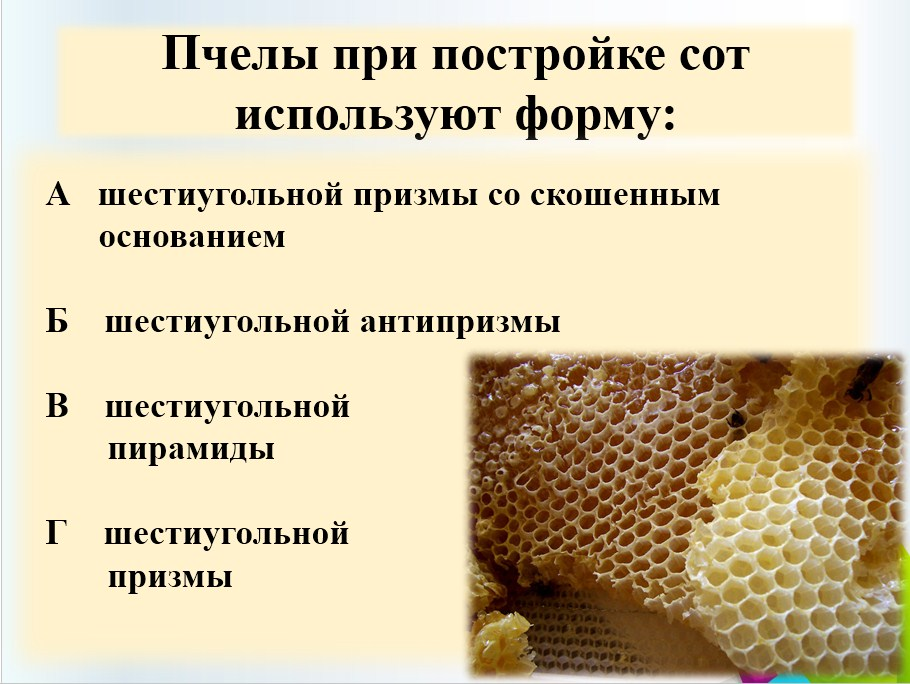 Пчелы при постройке сот
используют форму:
А шестиугольной призмы со скошенным
основанием
Б шестиугольной антипризмы
В шестиугольной
пирамиды
Г шестиугольной
призмы